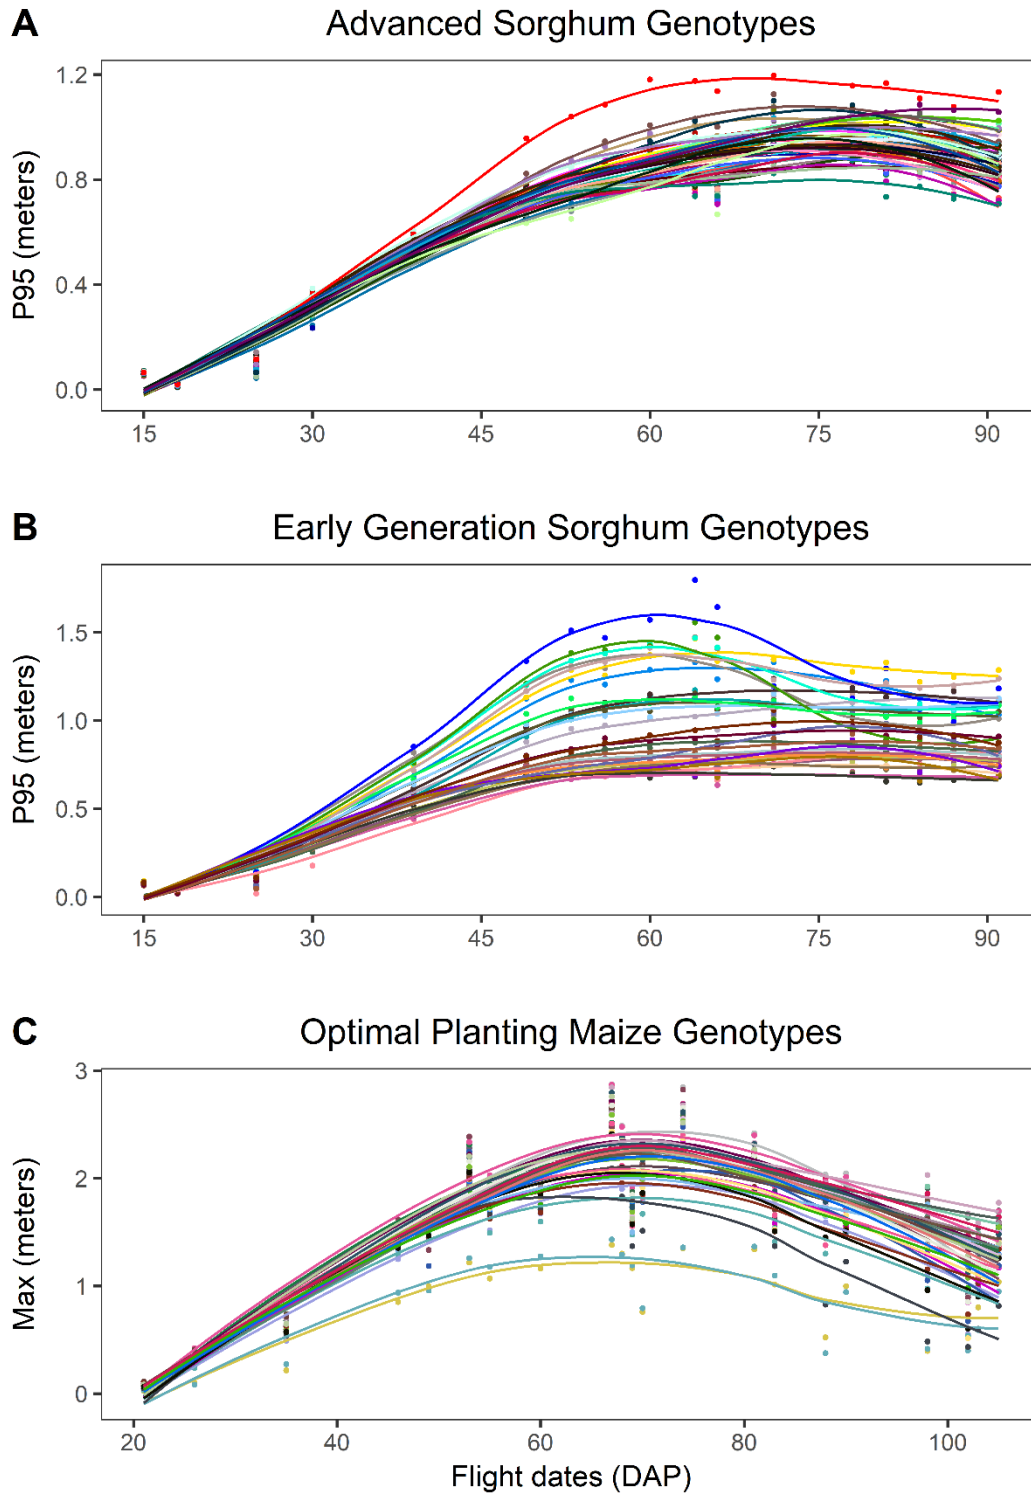 A Advanced Sorghum Genotypes
P95 (meters)
1.2
0.8
0.4
0.0
15 30 45 60 75 90
B Early Generation Sorghum Genotypes
P95 (meters)
1.5
1.0
0.5
0.0
15 30 45 60 75 90
C Optimal Planting Maize Genotypes
Max (meters)
3
2
1
0
20 40 60 80 100
Flight dates (DAP)